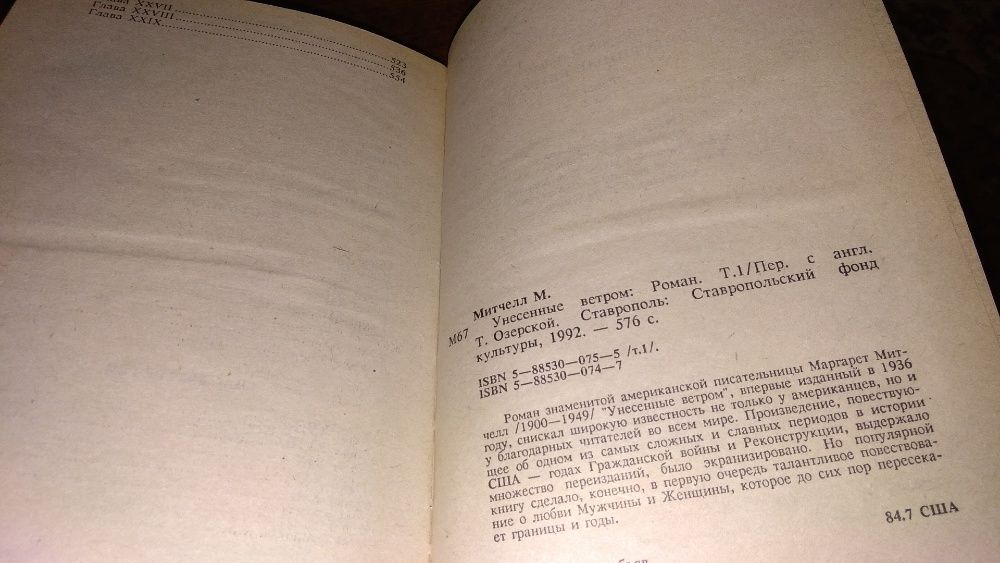 Глава XXVII ........ 523
Глава XXVIII ........ 536
Глава XXIX ........ 554
Митчелл М.
М67 Унесенные ветром: Роман. Т.1/Пер. с англ.
Т. Озерской. Ставрополь: Ставропольский фонд
культуры, 1992. — 576 с.
ISBN 5—88530—075—5 /т.1/.
ISBN 5—88530—074—7
Роман знаменитой американской писательницы Маргарет Мит-
челл /1900—1949/ "Унесенные ветром", впервые изданный в 1936
году, снискал широкую известность не только у американцев, но и
у благодарных читателей во всем мире. Произведение, повествую-
щее об одном из самых сложных и славных периодов в истории
США — годах Гражданской войны и Реконструкции, выдержало
множество переизданий, было экранизировано. Но популярной
книгу сделало, конечно, в первую очередь талантливое повествова-
ние о любви Мужчины и Женщины, которое до сих пор пересека-
ет границы и годы.
84.7 США